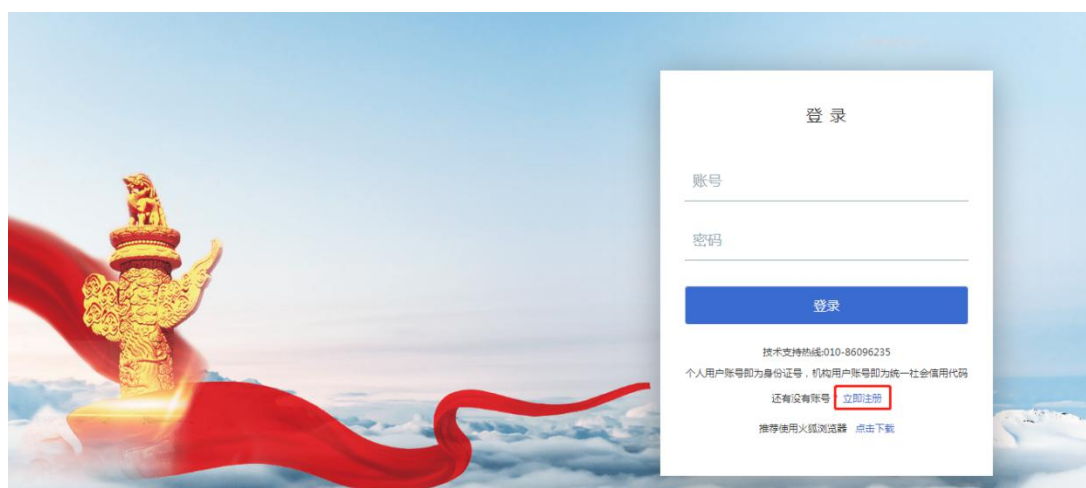 登 录
账号
密码
登录
技术支持热线:010-86096235
个人用户账号即为身份证号，机构用户账号即为统一社会信用代码
还有没有账号？立即注册
推荐使用火狐浏览器 点击下载